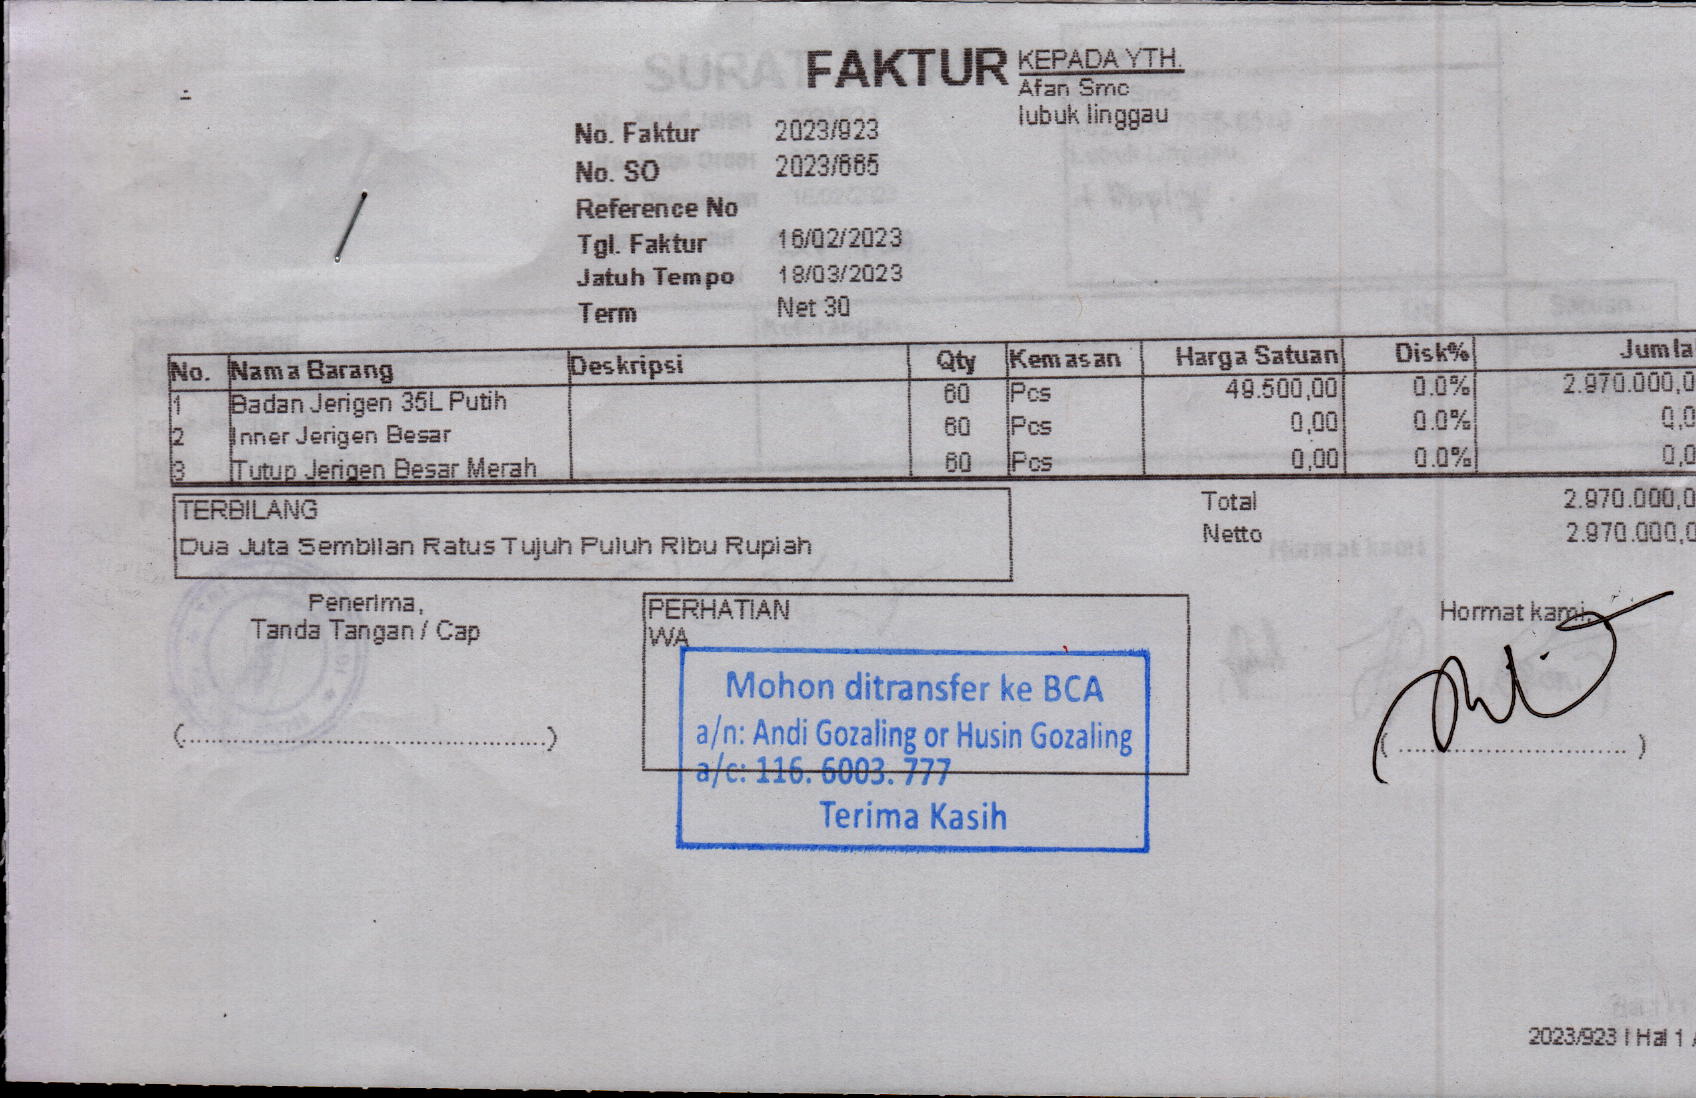 FAKTUR
KEPADA YTH.
Afan Smc
lubuk linggau
No. Faktur 2023/923
No. SO 2023/665
Reference No
Tgl. Faktur 16/02/2023
Jatuh Tempo 18/03/2023
Term Net 30
No. Nama Barang Deskripsi Qty Kemasan Harga Satuan Disk% Jumla
1 Badan Jerigen 35L Putih 60 Pcs 49.500,00 0.0% 2.970.000,0
2 Inner Jerigen Besar 60 Pcs 0,00 0.0% 0,0
3 Tutup Jerigen Besar Merah 60 Pcs 0,00 0.0% 0,0
TERBILANG
Dua Juta Sembilan Ratus Tujuh Puluh Ribu Rupiah
Total 2.970.000,0
Netto 2.970.000,0
Penerima,
Tanda Tangan / Cap
(..............................................)
PERHATIAN
WA
Mohon ditransfer ke BCA
a/n: Andi Gozaling or Husin Gozaling
a/c: 116. 6003. 777
Terima Kasih
Hormat kami,
( ............................. )
2023/923 | Hal 1 /